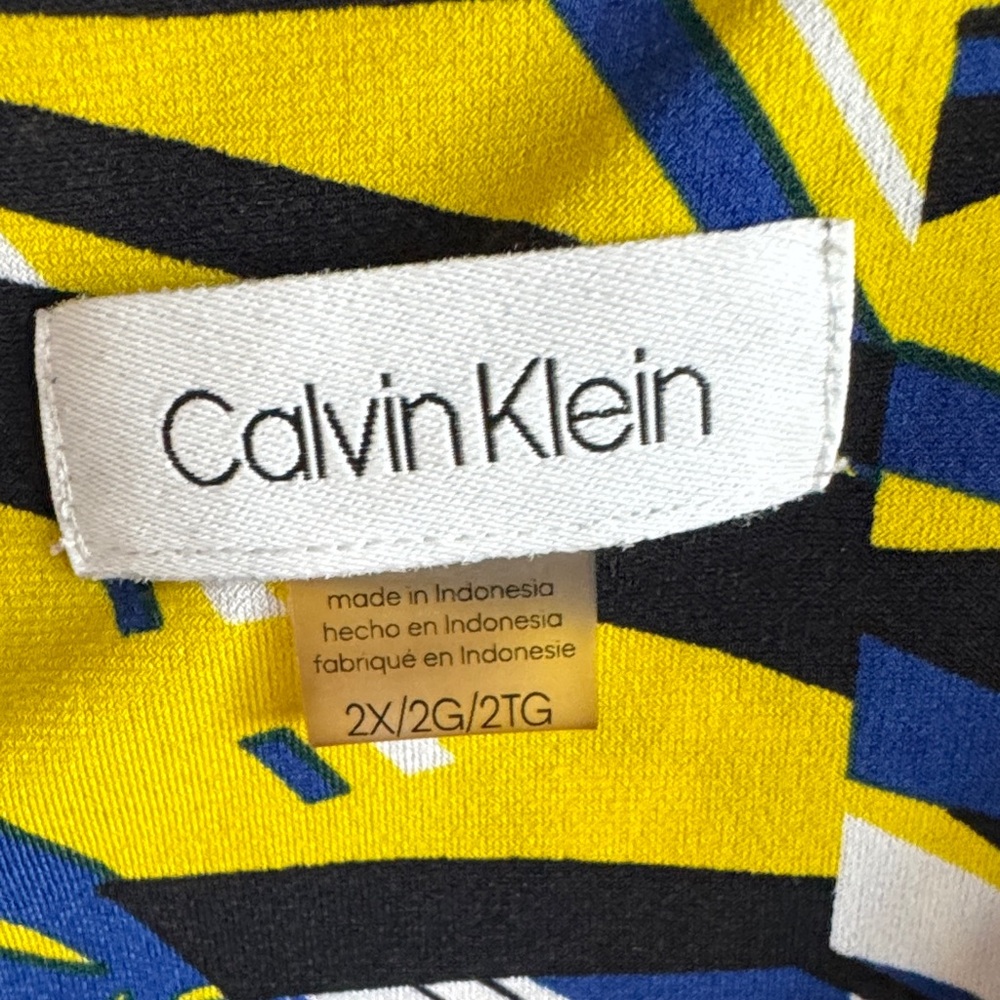 Calvin Klein
made in Indonesia
hecho en Indonesia
fabriqué en Indonesie
2X/2G/2TG